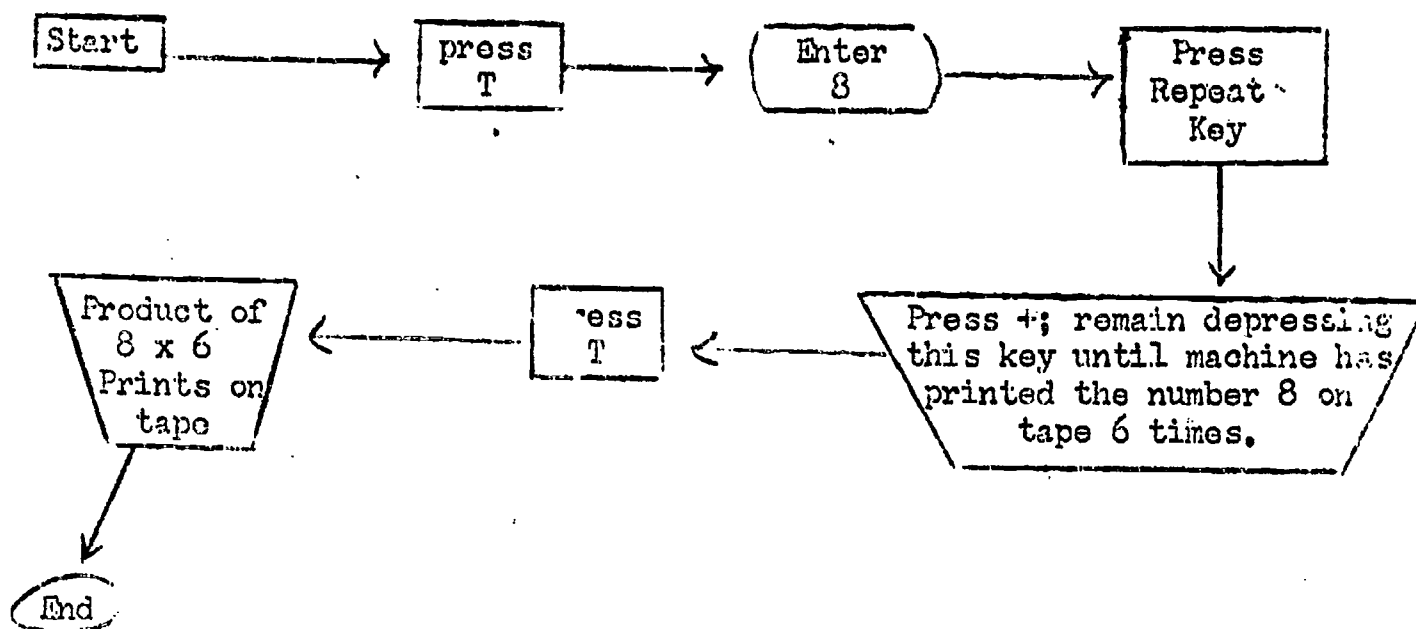 Start
press
T
Enter
8
Press
Repeat
Key
Press +; remain depressing
this key until machine has
printed the number 8 on
tape 6 times.
ess
T
Product of
8 x 6
Prints on
tape
End